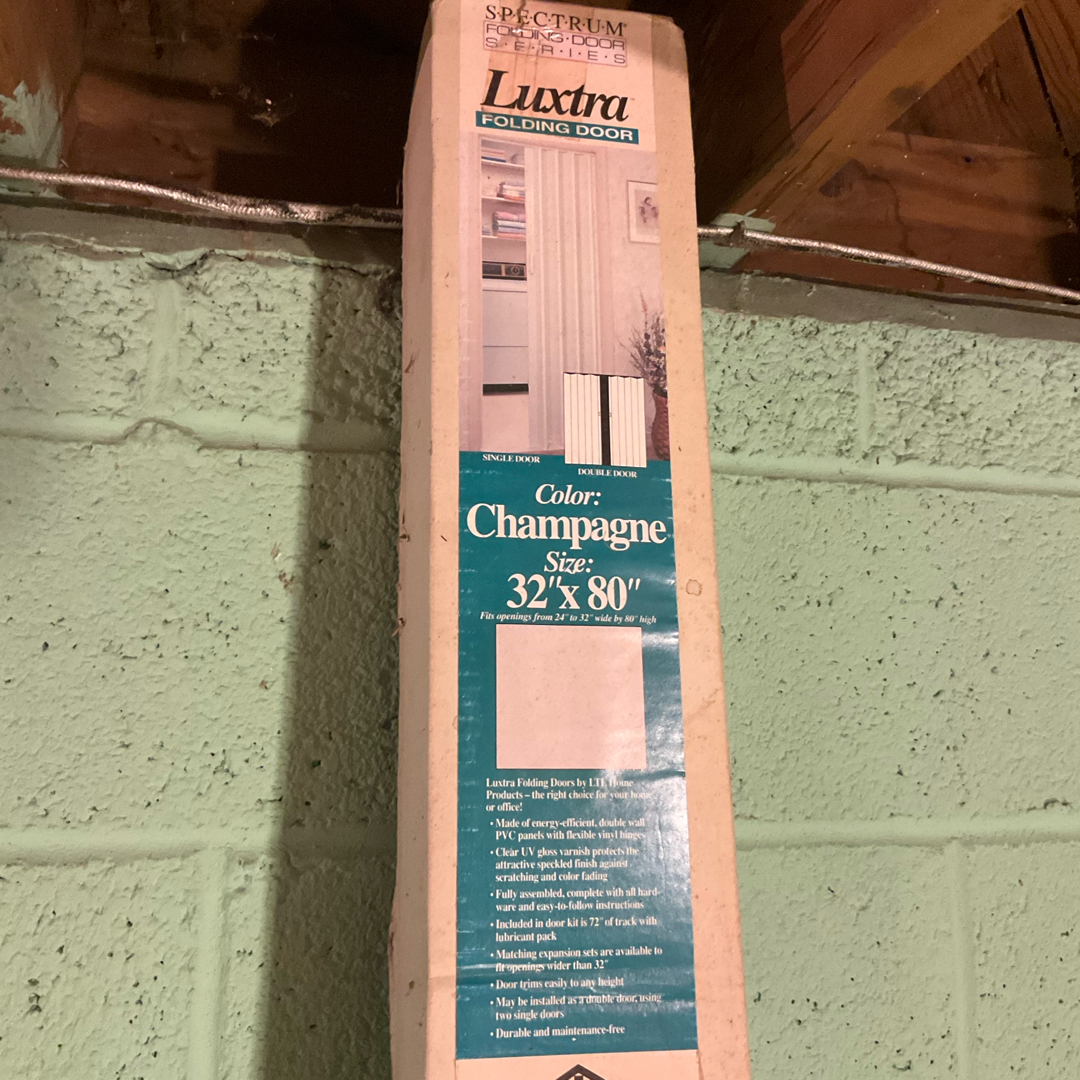 S·P·E·C·T·R·U·M®
FOLDING·DOOR
S·E·R·I·E·S
Luxtra™
FOLDING DOOR
SINGLE DOOR
DOUBLE DOOR
Color:
Champagne
Size:
32"x 80"
Fits openings from 24" to 32" wide by 80" high
Luxtra Folding Doors by LTL Home
Products – the right choice for your home
or office!
• Made of energy-efficient, double wall
PVC panels with flexible vinyl hinges
• Clear UV gloss varnish protects the
attractive speckled finish against
scratching and color fading
• Fully assembled, complete with all hard-
ware and easy-to-follow instructions
• Included in door kit is 72" of track with
lubricant pack
• Matching expansion sets are available to
fit openings wider than 32"
• Door trims easily to any height
• May be installed as a double door, using
two single doors
• Durable and maintenance-free